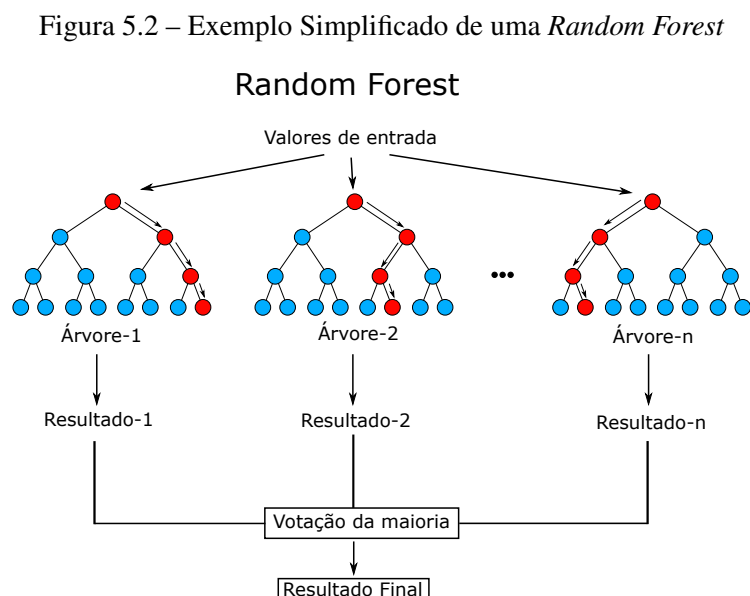 Figura 5.2 – Exemplo Simplificado de uma Random Forest
Random Forest
Valores de entrada
...
Árvore-1
Árvore-2
Árvore-n
Resultado-1
Resultado-2
Resultado-n
Votação da maioria
Resultado Final